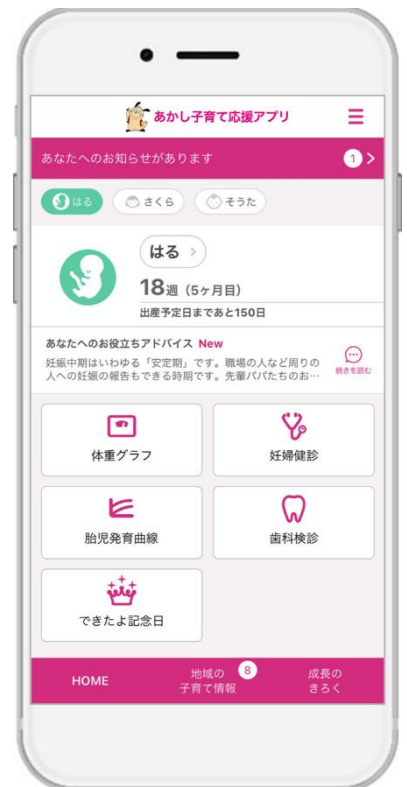 あかし子育て応援アプリ
あなたへのお知らせがあります 1
はる さくら そうた
はる
18週（5ヶ月目）
出産予定日まであと150日
あなたへのお役立ちアドバイス New
妊娠中期はいわゆる「安定期」です。職場の人など周りの
人への妊娠の報告もできる時期です。先輩パパたちのお…
続きを読む
体重グラフ
妊婦健診
胎児発育曲線
歯科検診
できたよ記念日
HOME
地域の
子育て情報
8
成長の
きろく